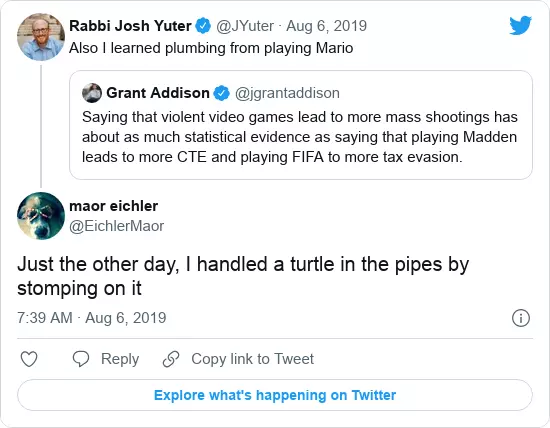 Rabbi Josh Yuter @JYuter · Aug 6, 2019
Also I learned plumbing from playing Mario
Grant Addison @jgrantaddison
Saying that violent video games lead to more mass shootings has
about as much statistical evidence as saying that playing Madden
leads to more CTE and playing FIFA to more tax evasion.
maor eichler
@EichlerMaor
Just the other day, I handled a turtle in the pipes by
stomping on it
7:39 AM · Aug 6, 2019
Reply
Copy link to Tweet
Explore what's happening on Twitter